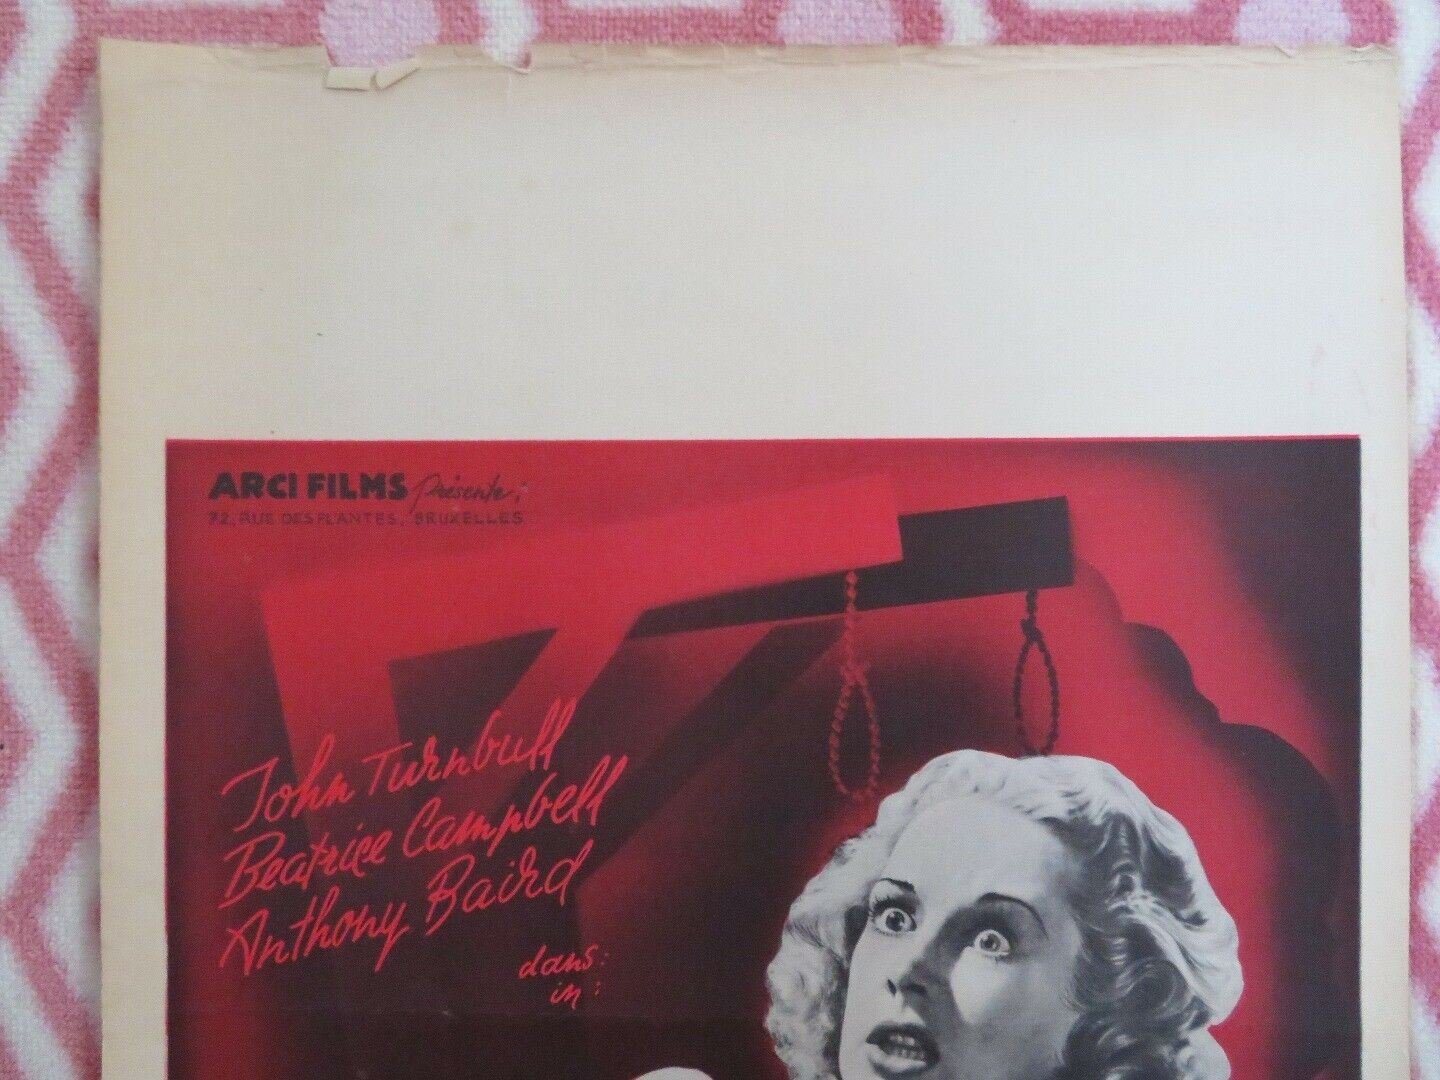 ARCI FILMS Présente:
72, RUE DES PLANTES, BRUXELLES
John Turnbull
Beatrice Campbell
Anthony Baird
dans:
in: